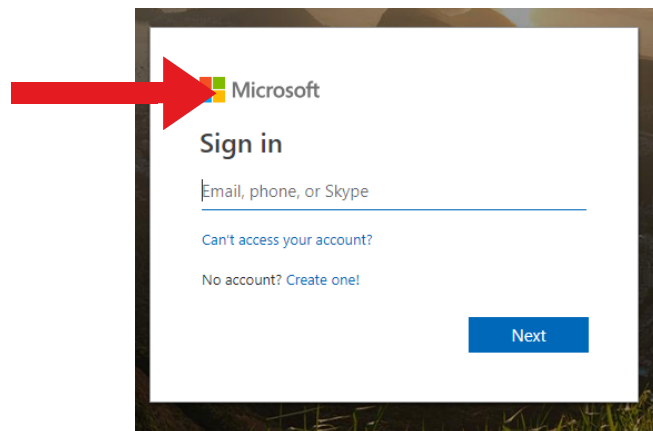 Microsoft
Sign in
Email, phone, or Skype
Can't access your account?
No account? Create one!
Next